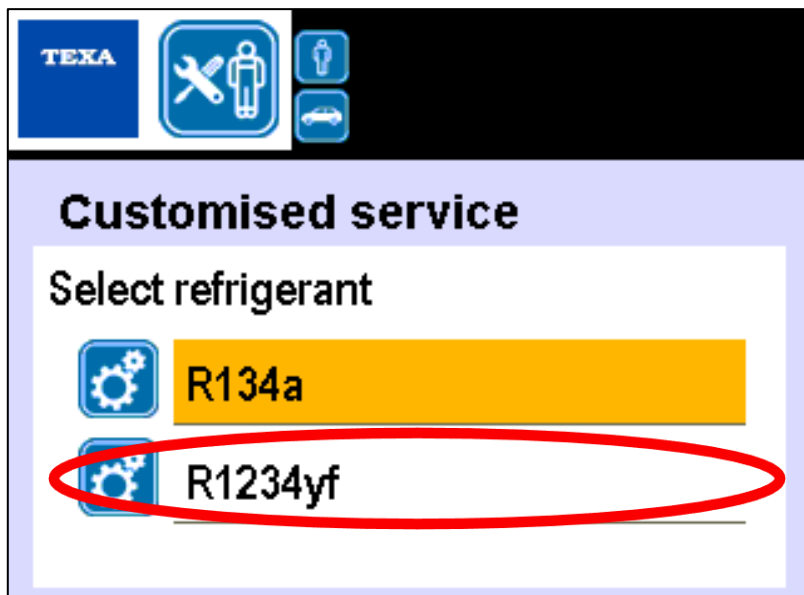 TEXA
Customised service
Select refrigerant
R134a
R1234yf